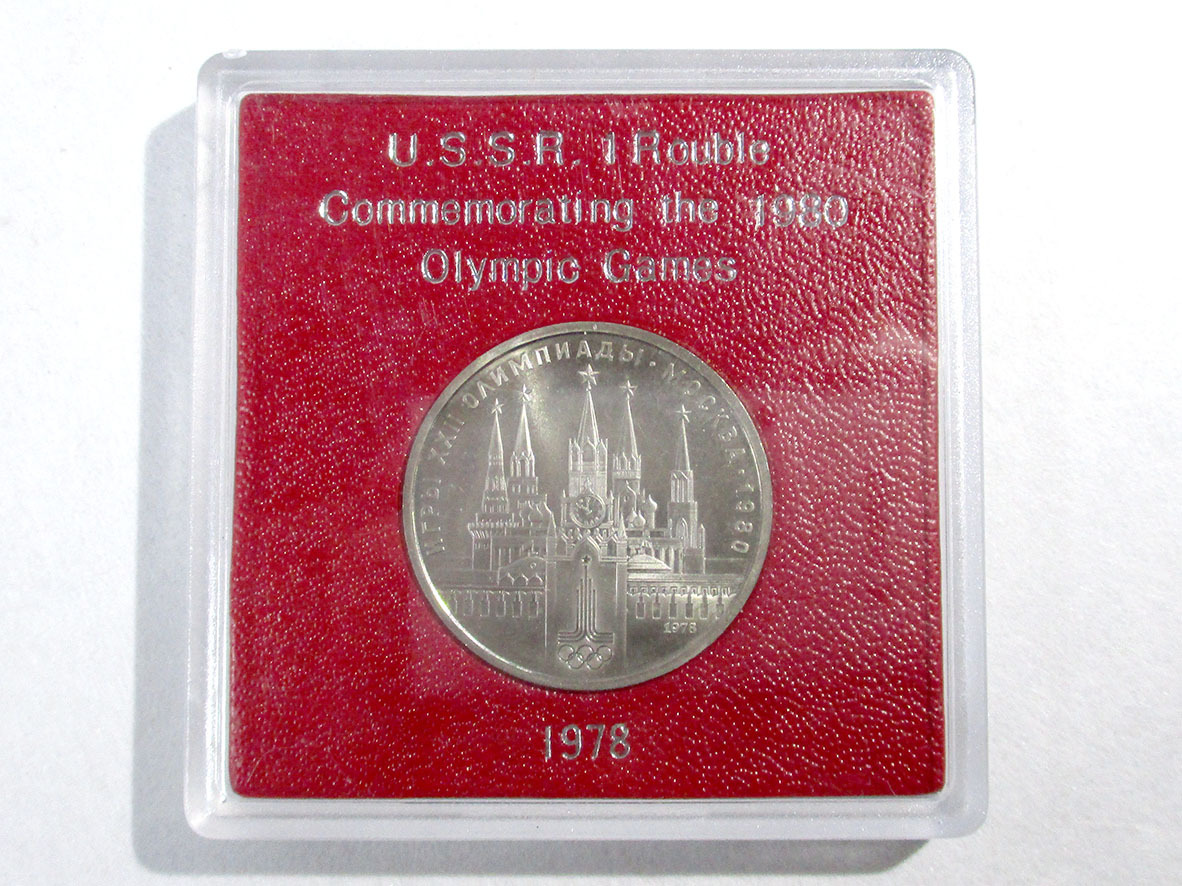 U.S.S.R. 1 Rouble
Commemorating the 1980
Olympic Games
ИГРЫ XXII ОЛИМПИАДЫ · МОСКВА · 1980
1978
1978